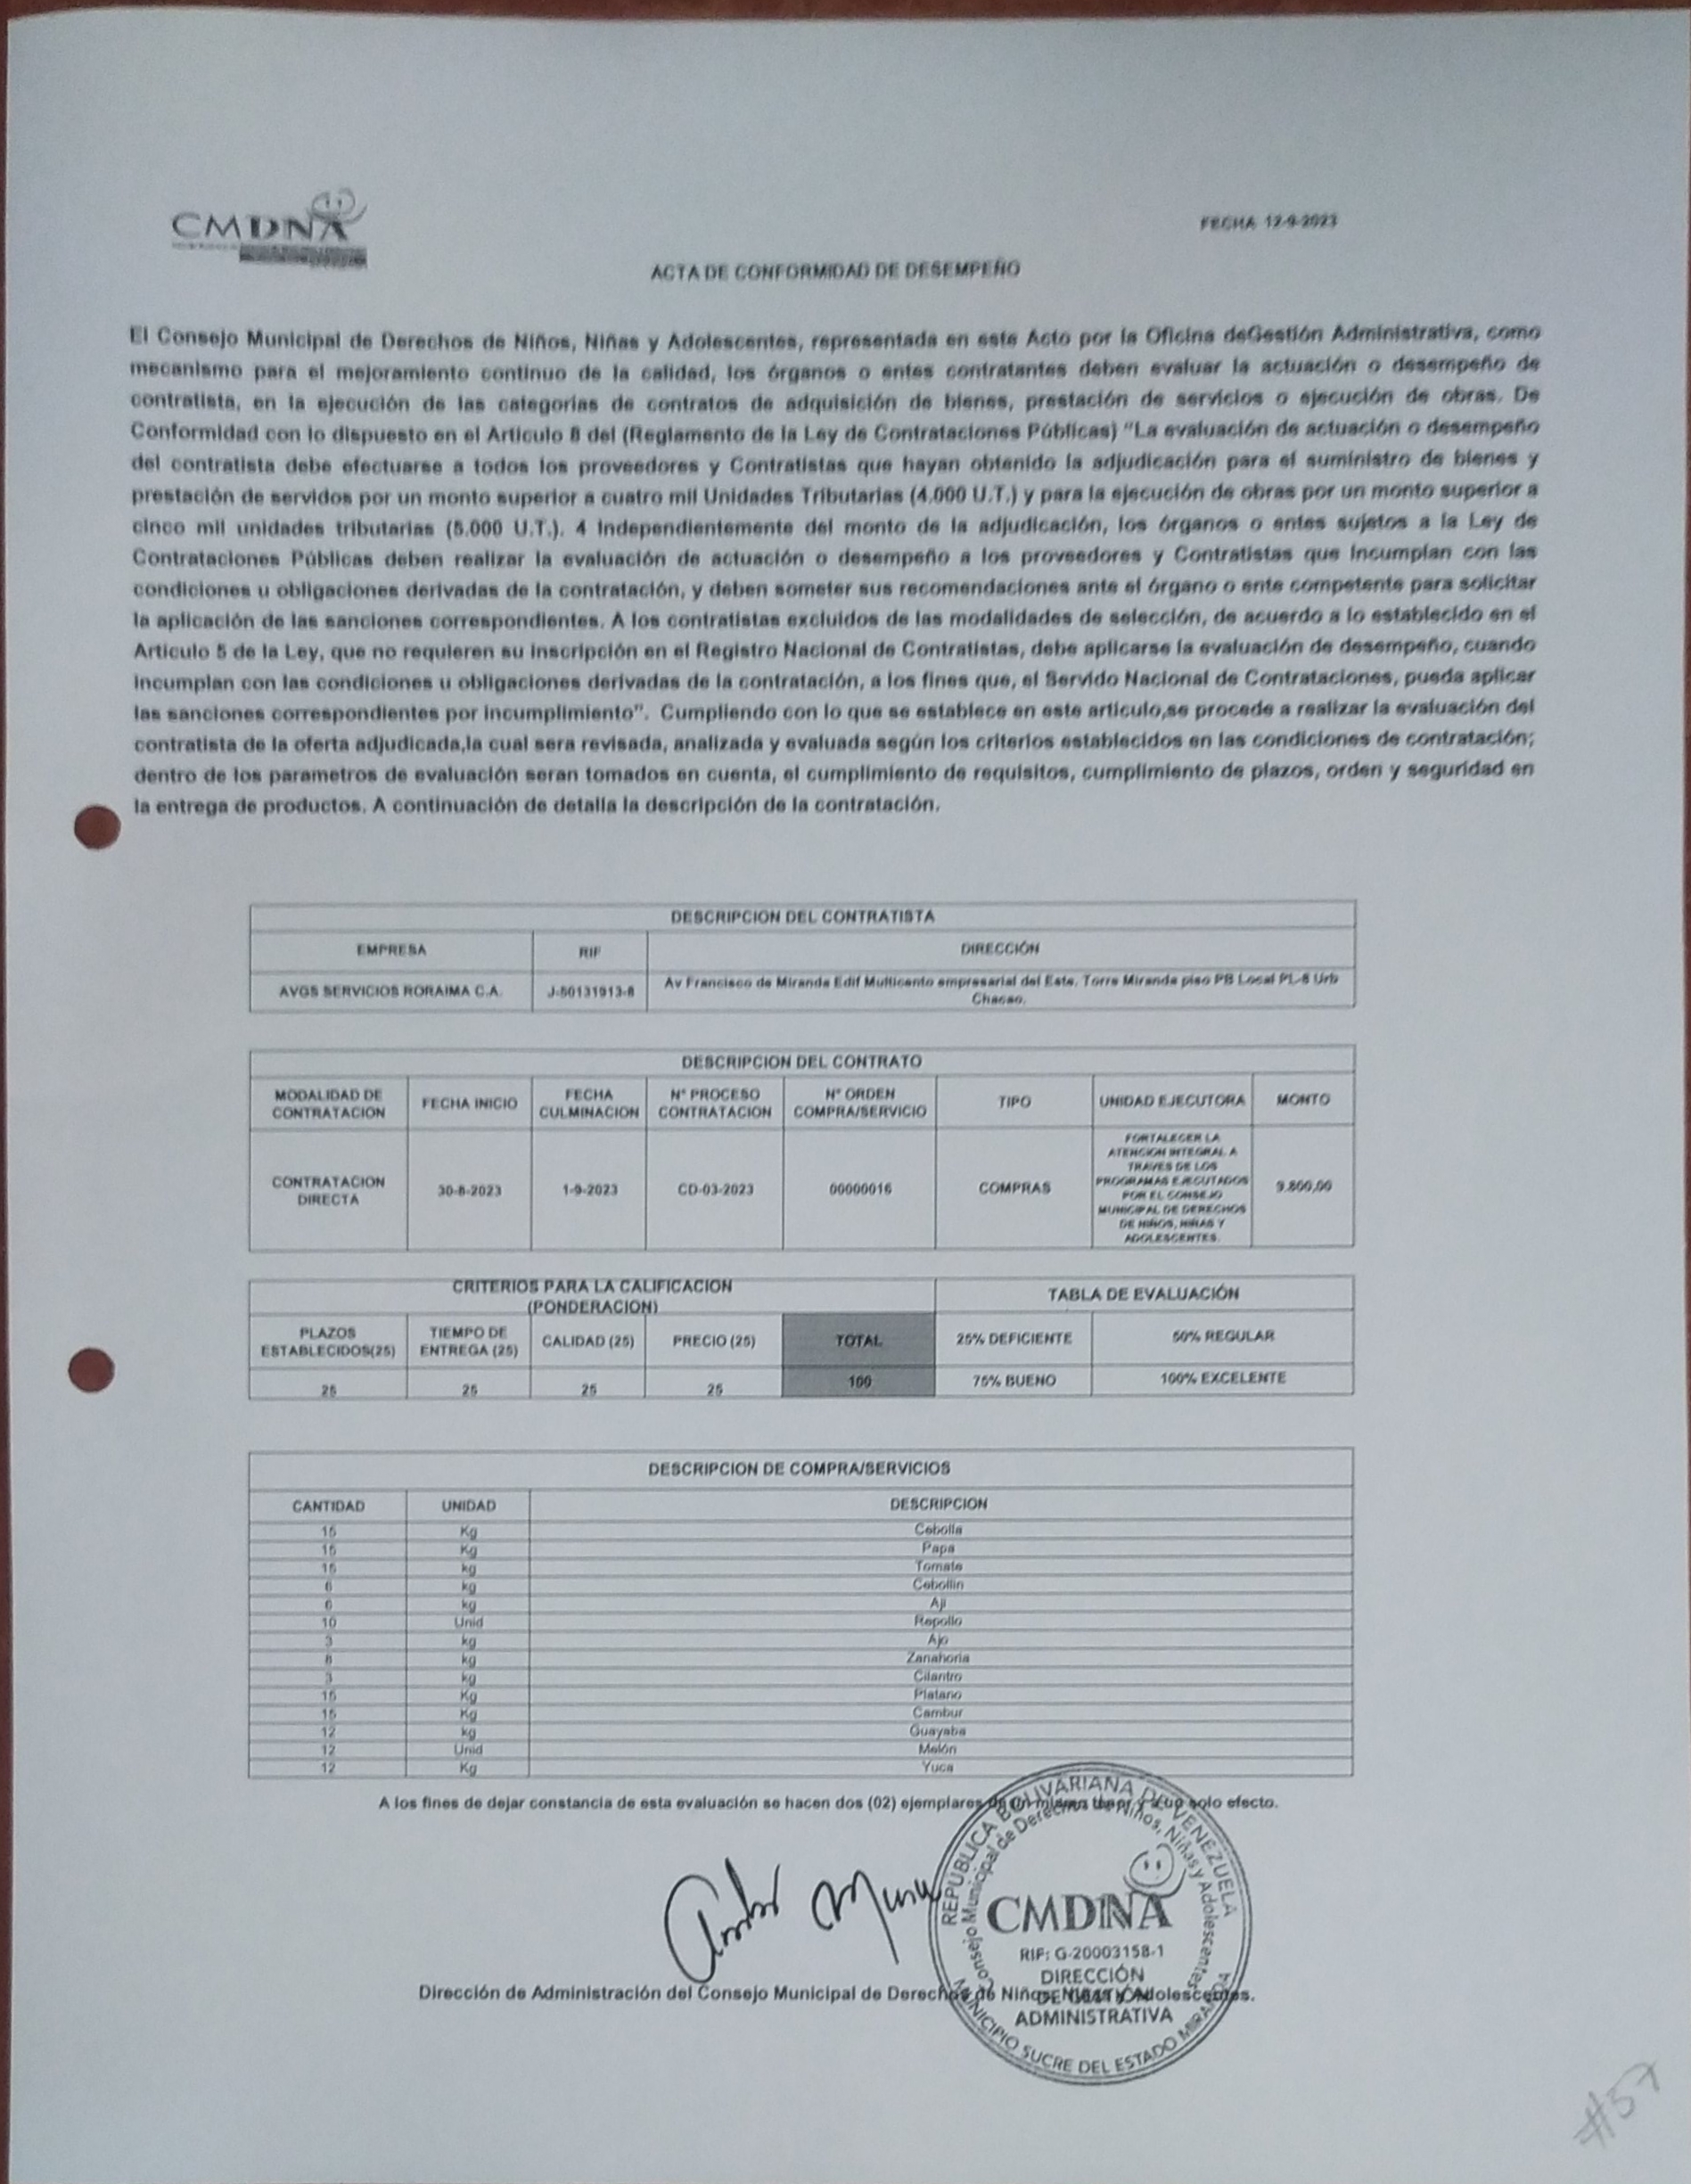 CMDNA
FECHA 12-9-2023
ACTA DE CONFORMIDAD DE DESEMPEÑO
El Consejo Municipal de Derechos de Niños, Niñas y Adolescentes, representada en este Acto por la Oficina deGestión Administrativa, como
mecanismo para el mejoramiento continuo de la calidad, los órganos o entes contratantes deben evaluar la actuación o desempeño de
contratista, en la ejecución de las categorías de contratos de adquisición de bienes, prestación de servicios o ejecución de obras. De
Conformidad con lo dispuesto en el Articulo 8 del (Reglamento de la Ley de Contrataciones Públicas) "La evaluación de actuación o desempeño
del contratista debe efectuarse a todos los proveedores y Contratistas que hayan obtenido la adjudicación para el suministro de bienes y
prestación de servidos por un monto superior a cuatro mil Unidades Tributarias (4.000 U.T.) y para la ejecución de obras por un monto superior a
cinco mil unidades tributarias (5.000 U.T.). 4 Independientemente del monto de la adjudicación, los órganos o entes sujetos a la Ley de
Contrataciones Públicas deben realizar la evaluación de actuación o desempeño a los proveedores y Contratistas que incumplan con las
condiciones u obligaciones derivadas de la contratación, y deben someter sus recomendaciones ante el órgano o ente competente para solicitar
la aplicación de las sanciones correspondientes. A los contratistas excluidos de las modalidades de selección, de acuerdo a lo establecido en el
Articulo 5 de la Ley, que no requieren su inscripción en el Registro Nacional de Contratistas, debe aplicarse la evaluación de desempeño, cuando
incumplan con las condiciones u obligaciones derivadas de la contratación, a los fines que, el Servido Nacional de Contrataciones, pueda aplicar
las sanciones correspondientes por incumplimiento". Cumpliendo con lo que se establece en este articulo,se procede a realizar la evaluación del
contratista de la oferta adjudicada,la cual sera revisada, analizada y evaluada según los criterios establecidos en las condiciones de contratación;
dentro de los parametros de evaluación seran tomados en cuenta, el cumplimiento de requisitos, cumplimiento de plazos, orden y seguridad en
la entrega de productos. A continuación de detalla la descripción de la contratación.
DESCRIPCION DEL CONTRATISTA
EMPRESA RIF DIRECCIÓN
AVGS SERVICIOS RORAIMA C.A. J-50131913-8 Av Francisco de Miranda Edif Multicento empresarial del Este. Torre Miranda piso PB Local PL-8 Urb
Chacao.
DESCRIPCION DEL CONTRATO
MODALIDAD DE CONTRATACION FECHA INICIO FECHA CULMINACION N° PROCESO CONTRATACION N° ORDEN COMPRA/SERVICIO TIPO UNIDAD EJECUTORA MONTO
CONTRATACION DIRECTA 30-8-2023 1-9-2023 CD-03-2023 00000016 COMPRAS
FORTALECER LA
ATENCION INTEGRAL A
TRAVES DE LOS
PROGRAMAS EJECUTADOS
POR EL CONSEJO
MUNICIPAL DE DERECHOS
DE NIÑOS, NIÑAS Y
ADOLESCENTES.
9.800,00
CRITERIOS PARA LA CALIFICACION
(PONDERACION)
TABLA DE EVALUACIÓN
PLAZOS ESTABLECIDOS(25) TIEMPO DE ENTREGA (25) CALIDAD (25) PRECIO (25) TOTAL 25% DEFICIENTE 50% REGULAR
25 25 25 25 100 75% BUENO 100% EXCELENTE
DESCRIPCION DE COMPRA/SERVICIOS
CANTIDAD UNIDAD DESCRIPCION
15 Kg Cebolla
15 Kg Papa
15 kg Tomate
6 kg Cebollin
6 kg Aji
10 Unid Repollo
3 kg Ajo
8 kg Zanahoria
3 kg Cilantro
15 Kg Platano
15 Kg Cambur
12 kg Guayaba
12 Unid Melón
12 Kg Yuca
A los fines de dejar constancia de esta evaluación se hacen dos (02) ejemplares de un mismo tenor y a un solo efecto.
REPÚBLICA BOLIVARIANA DE VENEZUELA
Consejo Municipal de Derechos de Niños, Niñas y Adolescentes
CMDNA
RIF: G-20003158-1
DIRECCIÓN
DE GESTIÓN
ADMINISTRATIVA
MUNICIPIO SUCRE DEL ESTADO MIRANDA
Dirección de Administración del Consejo Municipal de Derechos de Niños, Niñas y Adolescentes.
#57